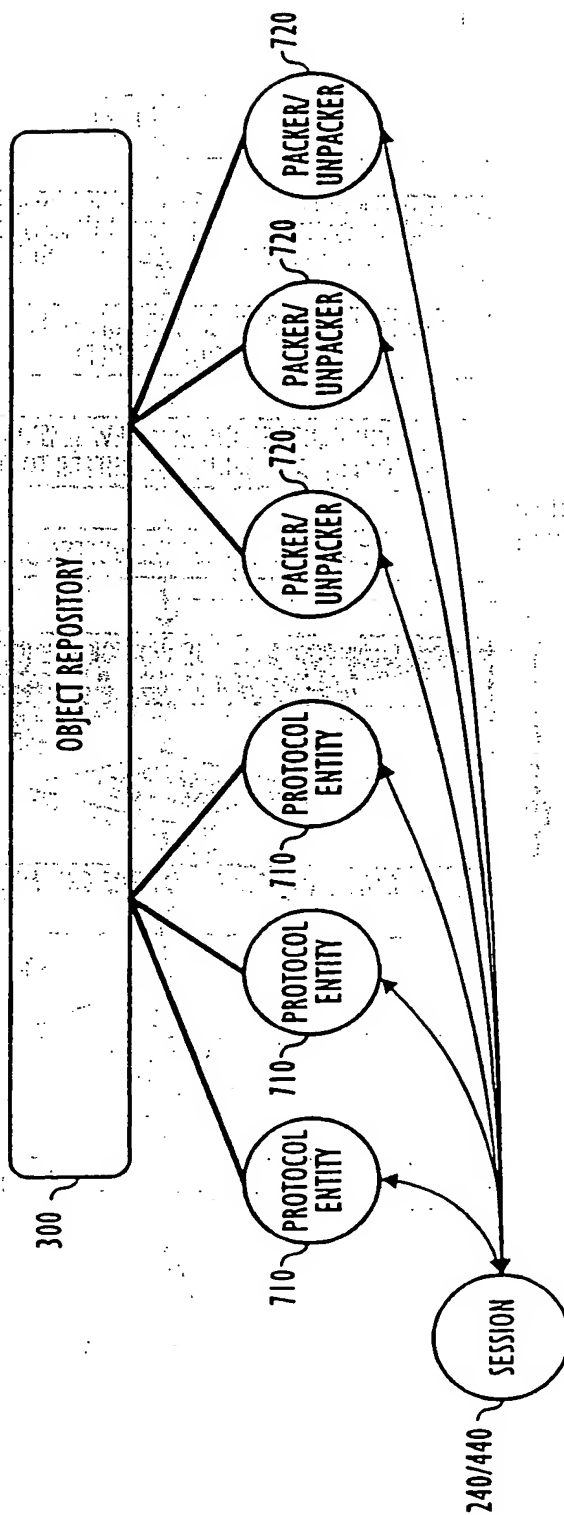 300
OBJECT REPOSITORY
710
PROTOCOL
ENTITY
710
PROTOCOL
ENTITY
710
PROTOCOL
ENTITY
720
PACKER/
UNPACKER
720
PACKER/
UNPACKER
720
PACKER/
UNPACKER
SESSION
240/440